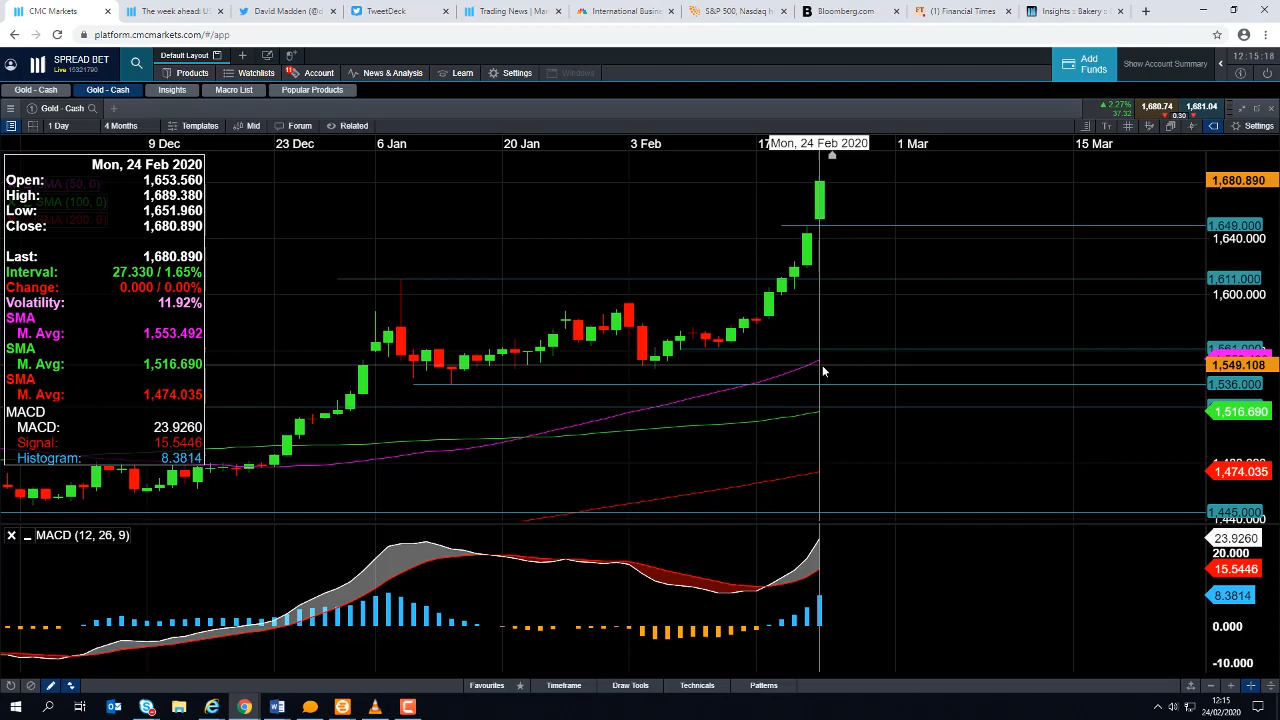 CMC Markets
The week ahead: CM
David Madden (@d
TweetDeck
Trading News | Mark
International Busine
S&P 500, Nasdaq h
Bloomberg.com
(1) Financial Times
Insights :: Bakery ::
platform.cmcmarkets.com/#/app
SPREAD BET
Live 15321790
Default Layout
Products
Watchlists
11 Account
News & Analysis
Learn
Settings
Windows
Add Funds
Show Account Summary
12:15:18
Gold - Cash
Gold - Cash
Insights
Macro List
Popular Products
1 Gold - Cash
2.27%
37.32
1,680.74
0.30
1,681.04
1 Day
4 Months
Templates
Mid
Forum
Related
Settings
9 Dec
23 Dec
6 Jan
20 Jan
3 Feb
17
Mon, 24 Feb 2020
1 Mar
15 Mar
Mon, 24 Feb 2020
SMA (50, 0)
SMA (100, 0)
SMA (200, 0)
Open: 1,653.560
High: 1,689.380
Low: 1,651.960
Close: 1,680.890
Last: 1,680.890
Interval: 27.330 / 1.65%
Change: 0.000 / 0.00%
Volatility: 11.92%
SMA
M. Avg: 1,553.492
SMA
M. Avg: 1,516.690
SMA
M. Avg: 1,474.035
MACD
MACD: 23.9260
Signal: 15.5446
Histogram: 8.3814
1,680.890
1,649.000
1,640.000
1,611.000
1,600.000
1,561.000
1,549.108
1,536.000
1,516.690
1,474.035
1,445.000
1,440.000
MACD (12, 26, 9)
23.9260
20.000
15.5446
8.3814
0.000
-10.000
Favourites
Timeframe
Draw Tools
Technicals
Patterns
12:15
24/02/2020